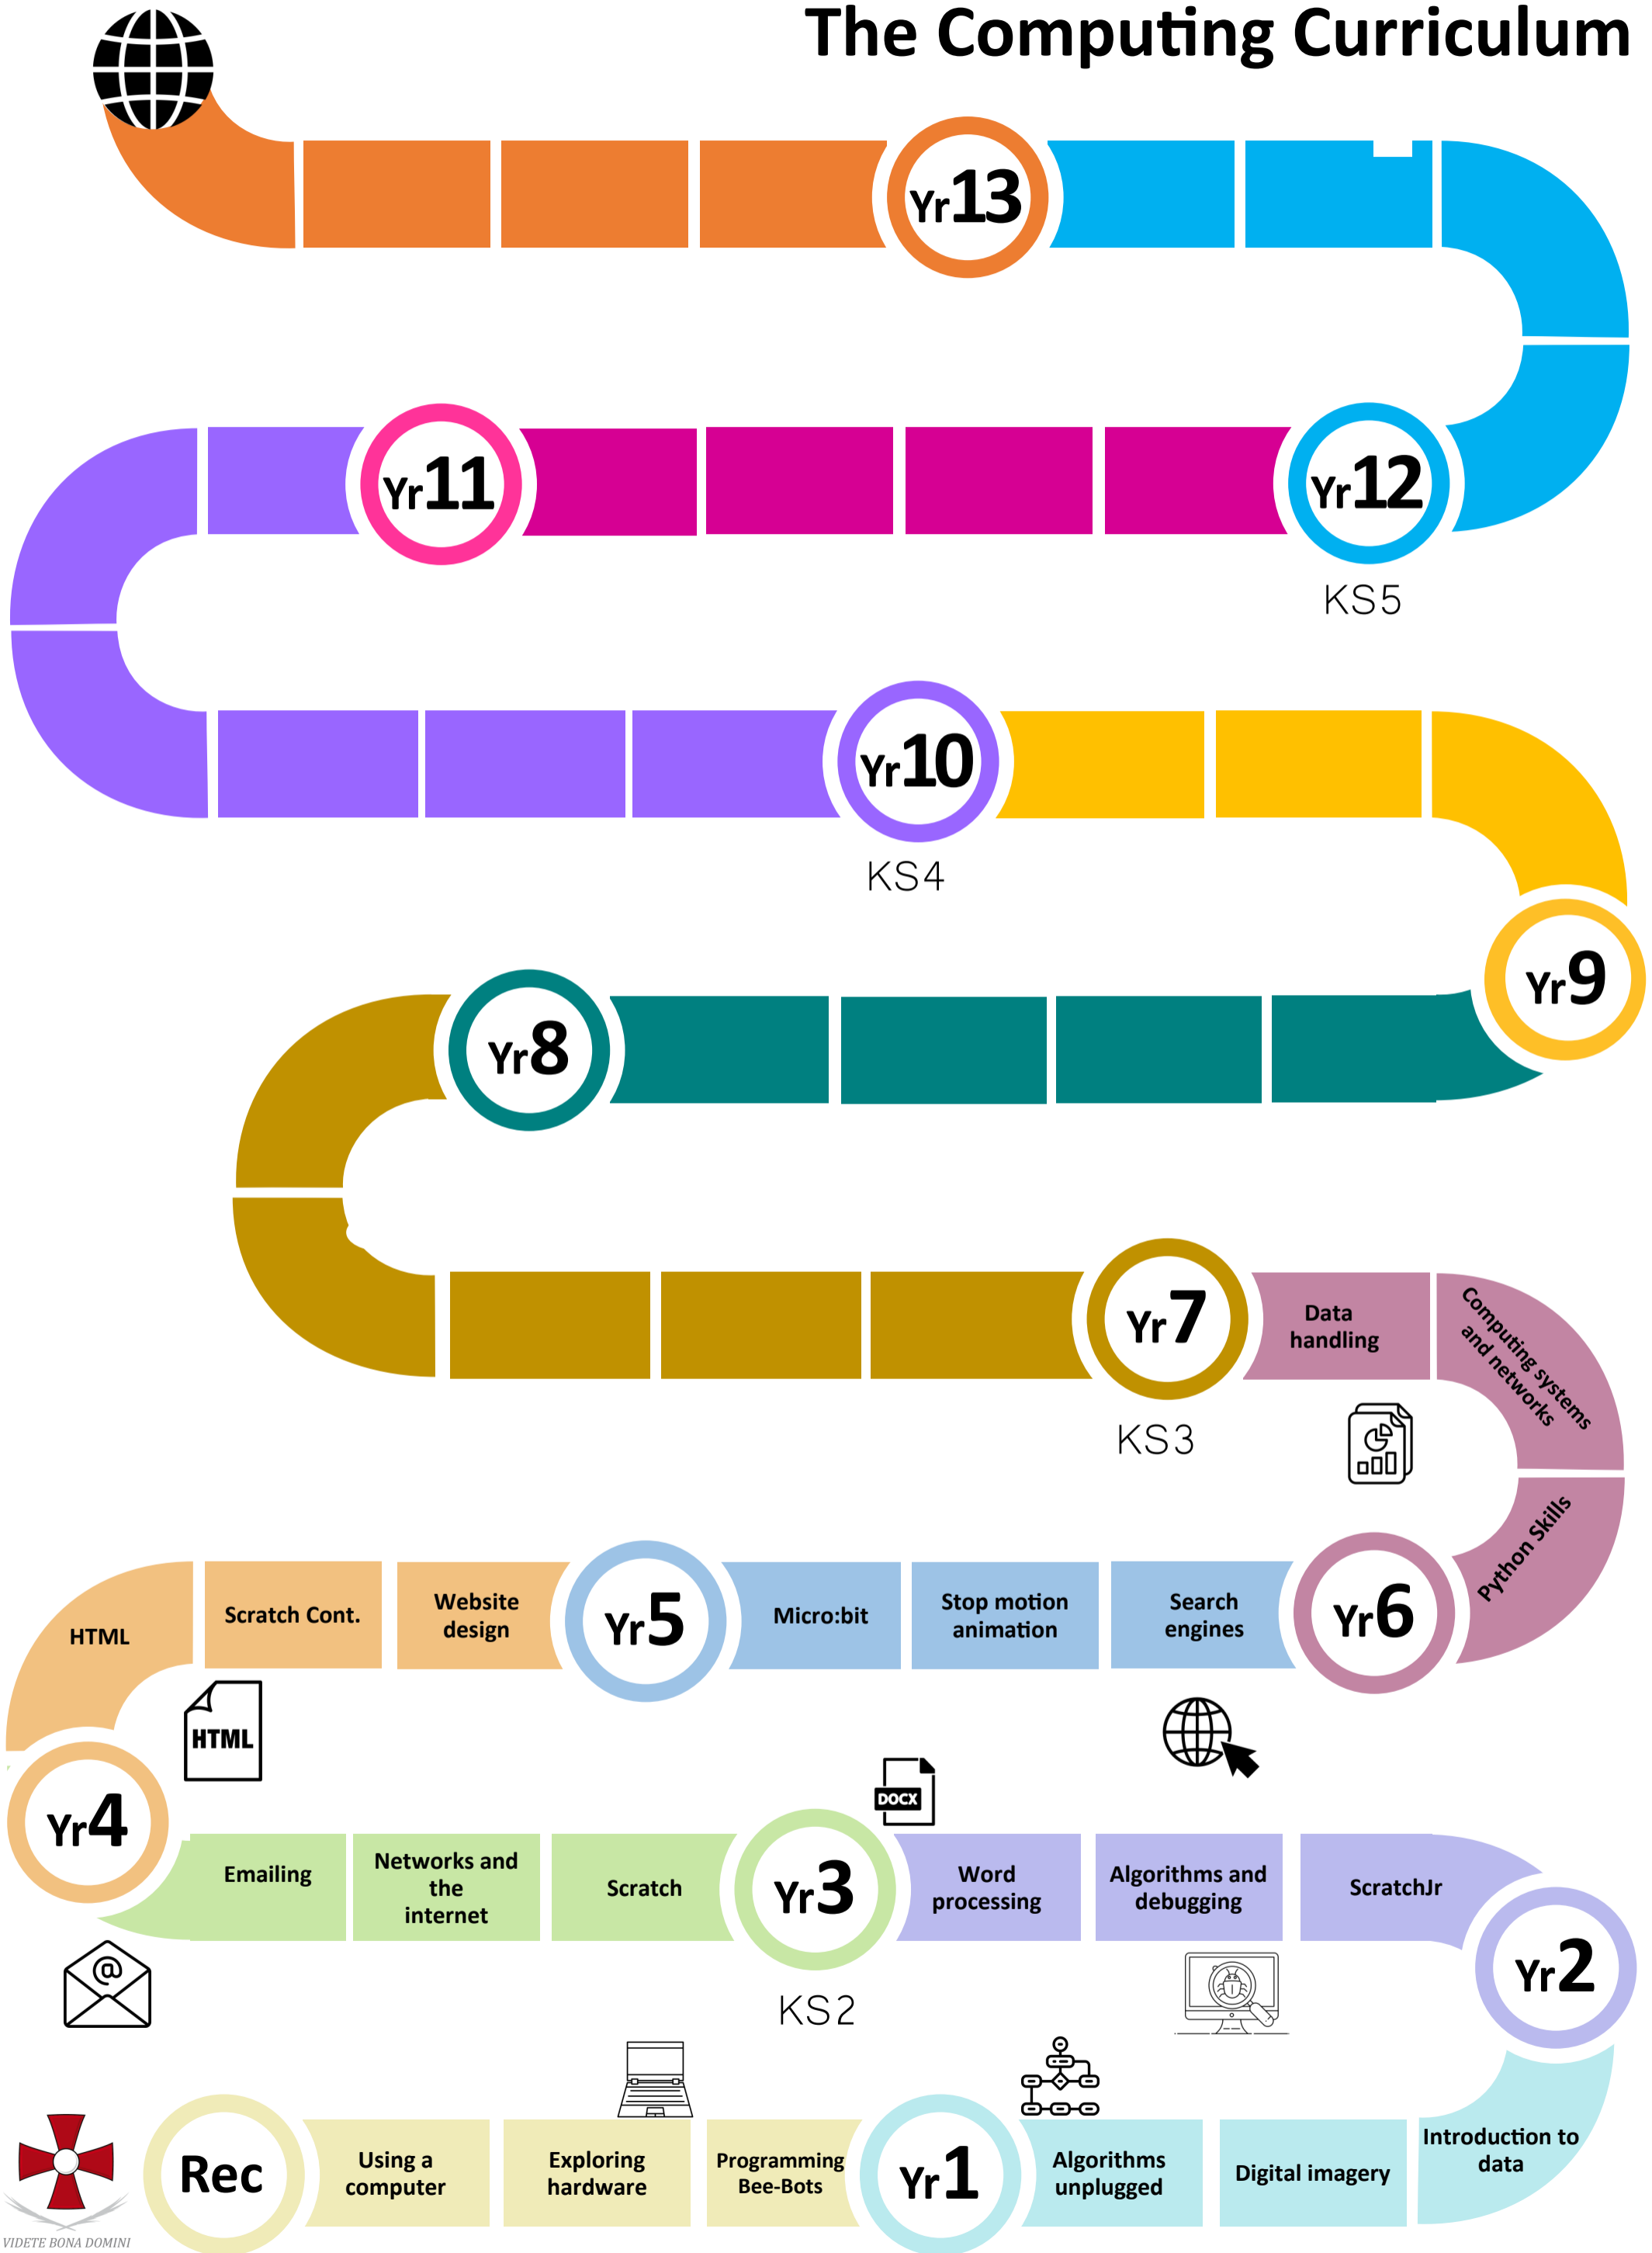 The Computing Curriculum
Yr13
Yr11
Yr12
KS5
Yr10
KS4
Yr9
Yr8
Yr7
Data
handling
Computing systems
and networks
KS3
Python Skills
HTML
Scratch Cont.
Website
design
Yr5
Micro:bit
Stop motion
animation
Search
engines
Yr6
HTML
DOCX
Yr4
Emailing
Networks and
the
internet
Scratch
Yr3
Word
processing
Algorithms and
debugging
ScratchJr
Yr2
@
KS2
Rec
Using a
computer
Exploring
hardware
Programming
Bee-Bots
Yr1
Algorithms
unplugged
Digital imagery
Introduction to
data
VIDETE BONA DOMINI